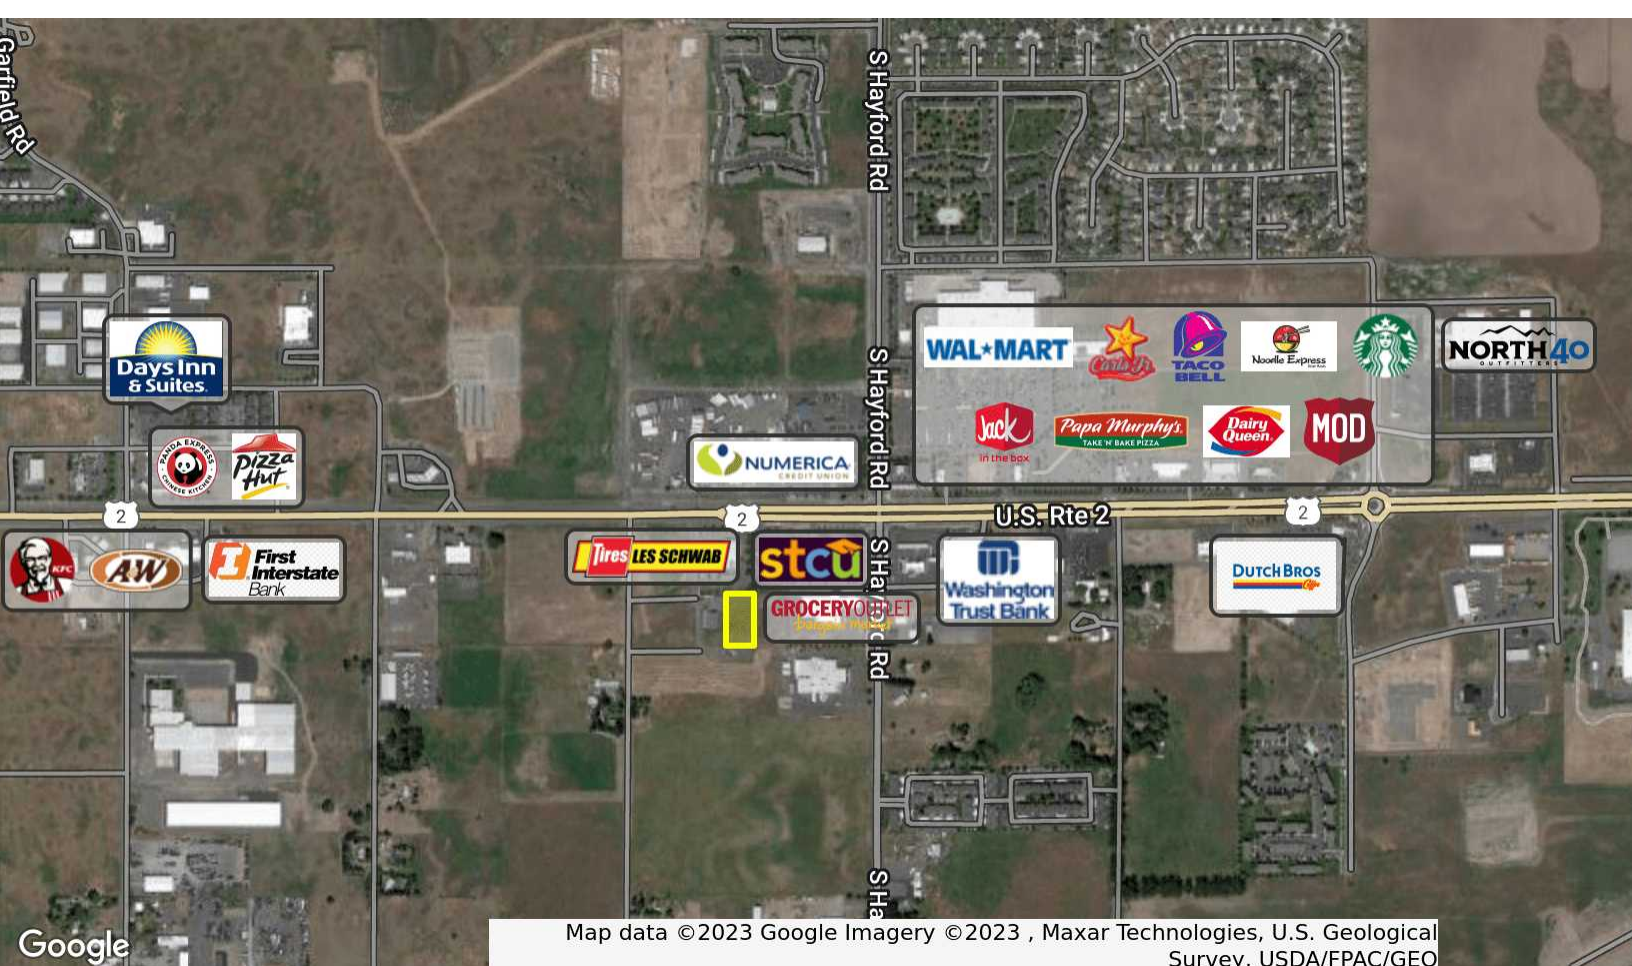 Garfield Rd
S Hayford Rd
WAL★MART
Carl's Jr.
TACO
BELL
Noodle Express
NORTH 40
OUTFITTERS
Days Inn
& Suites.
S Hayford Rd
Jack
in the box
Papa Murphy's.
TAKE 'N' BAKE PIZZA
Dairy
Queen.
MOD
PANDA EXPRESS
CHINESE KITCHEN
Pizza
Hut
NUMERICA
CREDIT UNION
2
2
U.S. Rte 2
2
KFC
A&W
First
Interstate
Bank
Tires LES SCHWAB
stcu
S Hayford Rd
Washington
Trust Bank
DUTCH BROS
GROCERY OUTLET
bargain market
S Ha
Google
Map data ©2023 Google Imagery ©2023 , Maxar Technologies, U.S. Geological
Survey, USDA/FPAC/GEO